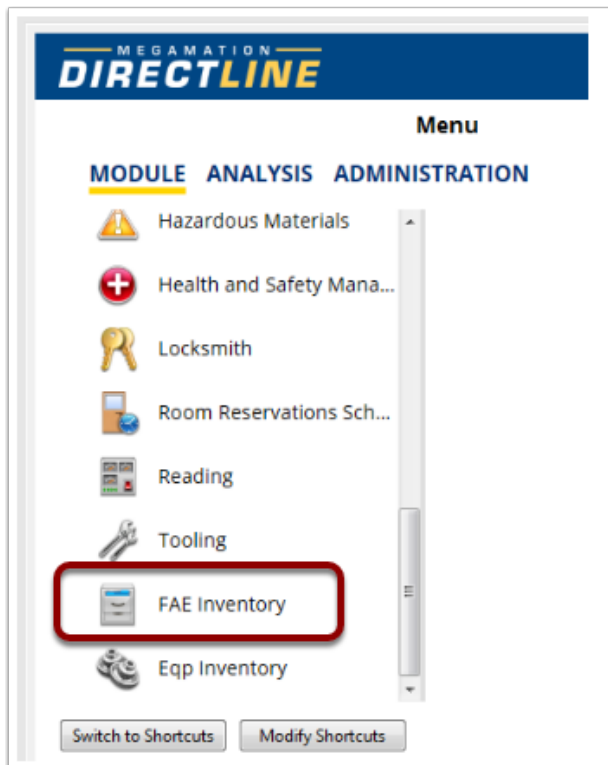 MEGAMATION
DIRECTLINE
Menu
MODULE ANALYSIS ADMINISTRATION
Hazardous Materials
Health and Safety Mana...
Locksmith
Room Reservations Sch...
Reading
Tooling
FAE Inventory
Eqp Inventory
Switch to Shortcuts Modify Shortcuts